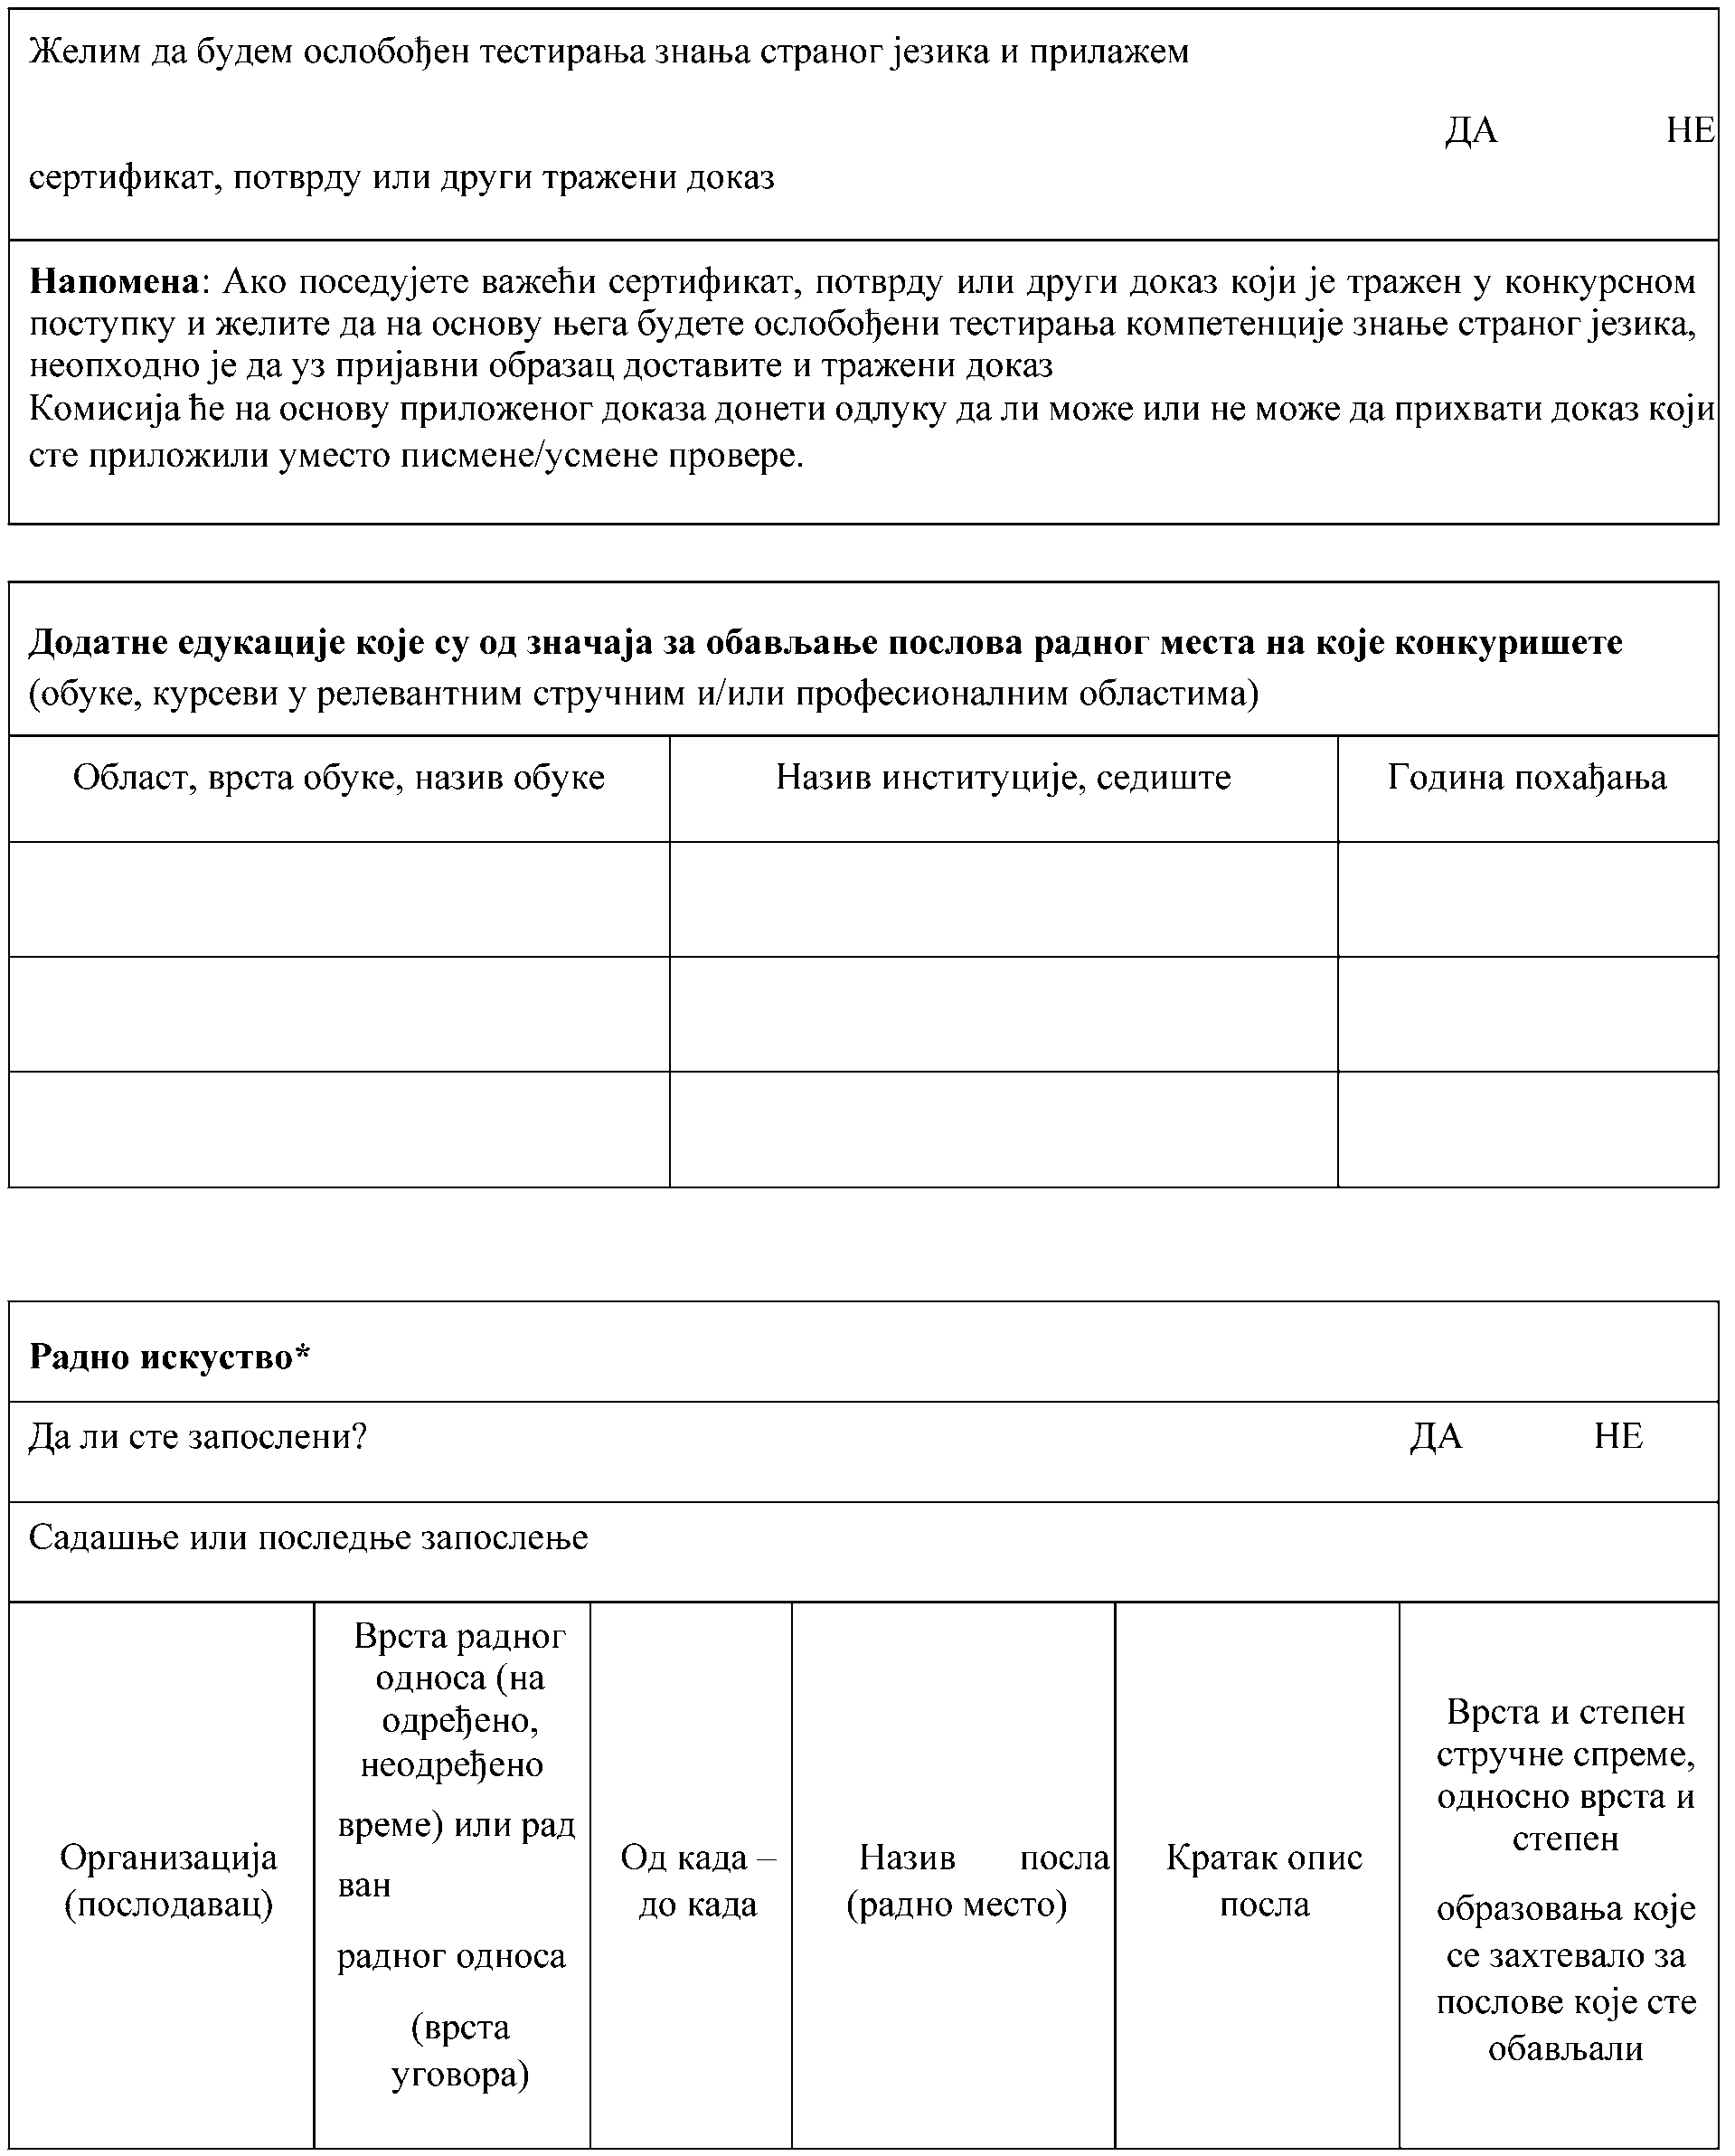 Желим да будем ослобођен тестирања знања страног језика и прилажем
ДА НЕ
сертификат, потврду или други тражени доказ
Напомена: Ако поседујете важећи сертификат, потврду или други доказ који је тражен у конкурсном
поступку и желите да на основу њега будете ослобођени тестирања компетенције знање страног језика,
неопходно је да уз пријавни образац доставите и тражени доказ
Комисија ће на основу приложеног доказа донети одлуку да ли може или не може да прихвати доказ који
сте приложили уместо писмене/усмене провере.
Додатне едукације које су од значаја за обављање послова радног места на које конкуришете
(обуке, курсеви у релевантним стручним и/или професионалним областима)
Област, врста обуке, назив обуке
Назив институције, седиште
Година похађања
Радно искуство*
Да ли сте запослени? ДА НЕ
Садашње или последње запослење
Организација
(послодавац)
Врста радног
односа (на
одређено,
неодређено
време) или рад
ван
радног односа
(врста
уговора)
Од када –
до када
Назив посла
(радно место)
Кратак опис
посла
Врста и степен
стручне спреме,
односно врста и
степен
образовања које
се захтевало за
послове које сте
обављали